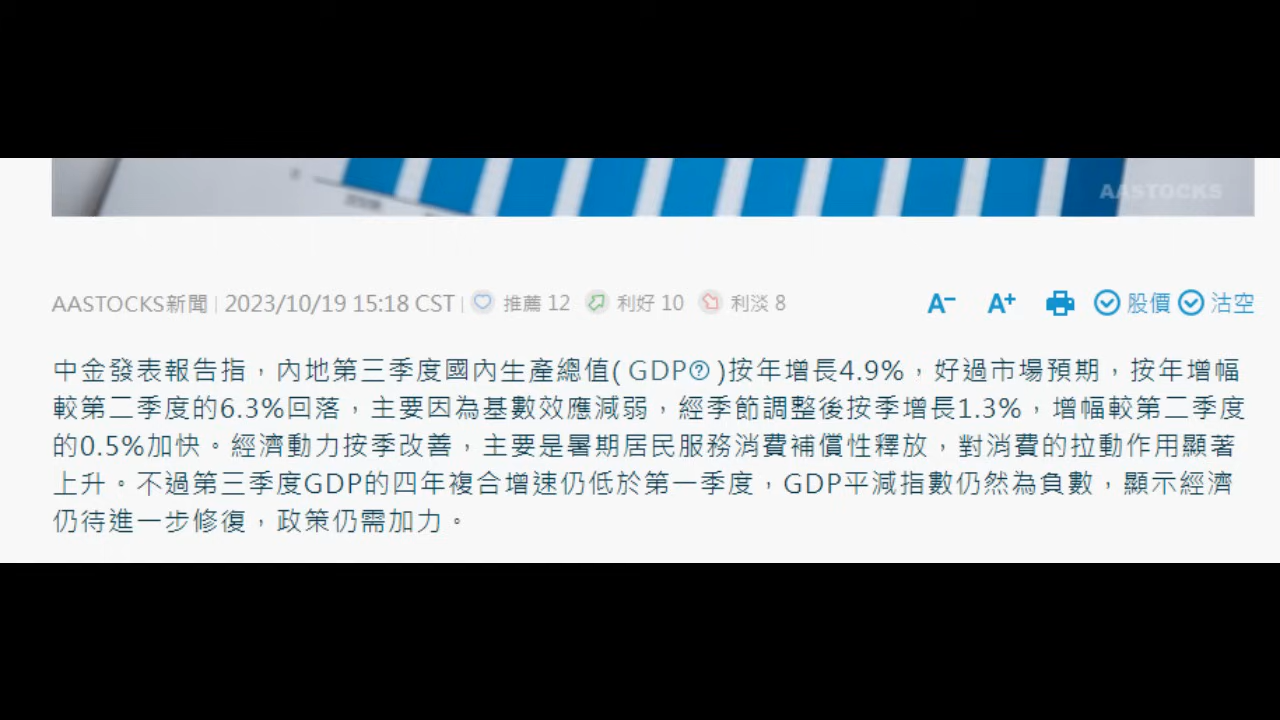 AASTOCKS
AASTOCKS新聞 | 2023/10/19 15:18 CST | 推薦 12 利好 10 利淡 8 A− A+ 股價 沽空
中金發表報告指，內地第三季度國內生產總值( GDP? )按年增長4.9%，好過市場預期，按年增幅
較第二季度的6.3%回落，主要因為基數效應減弱，經季節調整後按季增長1.3%，增幅較第二季度
的0.5%加快。經濟動力按季改善，主要是暑期居民服務消費補償性釋放，對消費的拉動作用顯著
上升。不過第三季度GDP的四年複合增速仍低於第一季度，GDP平減指數仍然為負數，顯示經濟
仍待進一步修復，政策仍需加力。